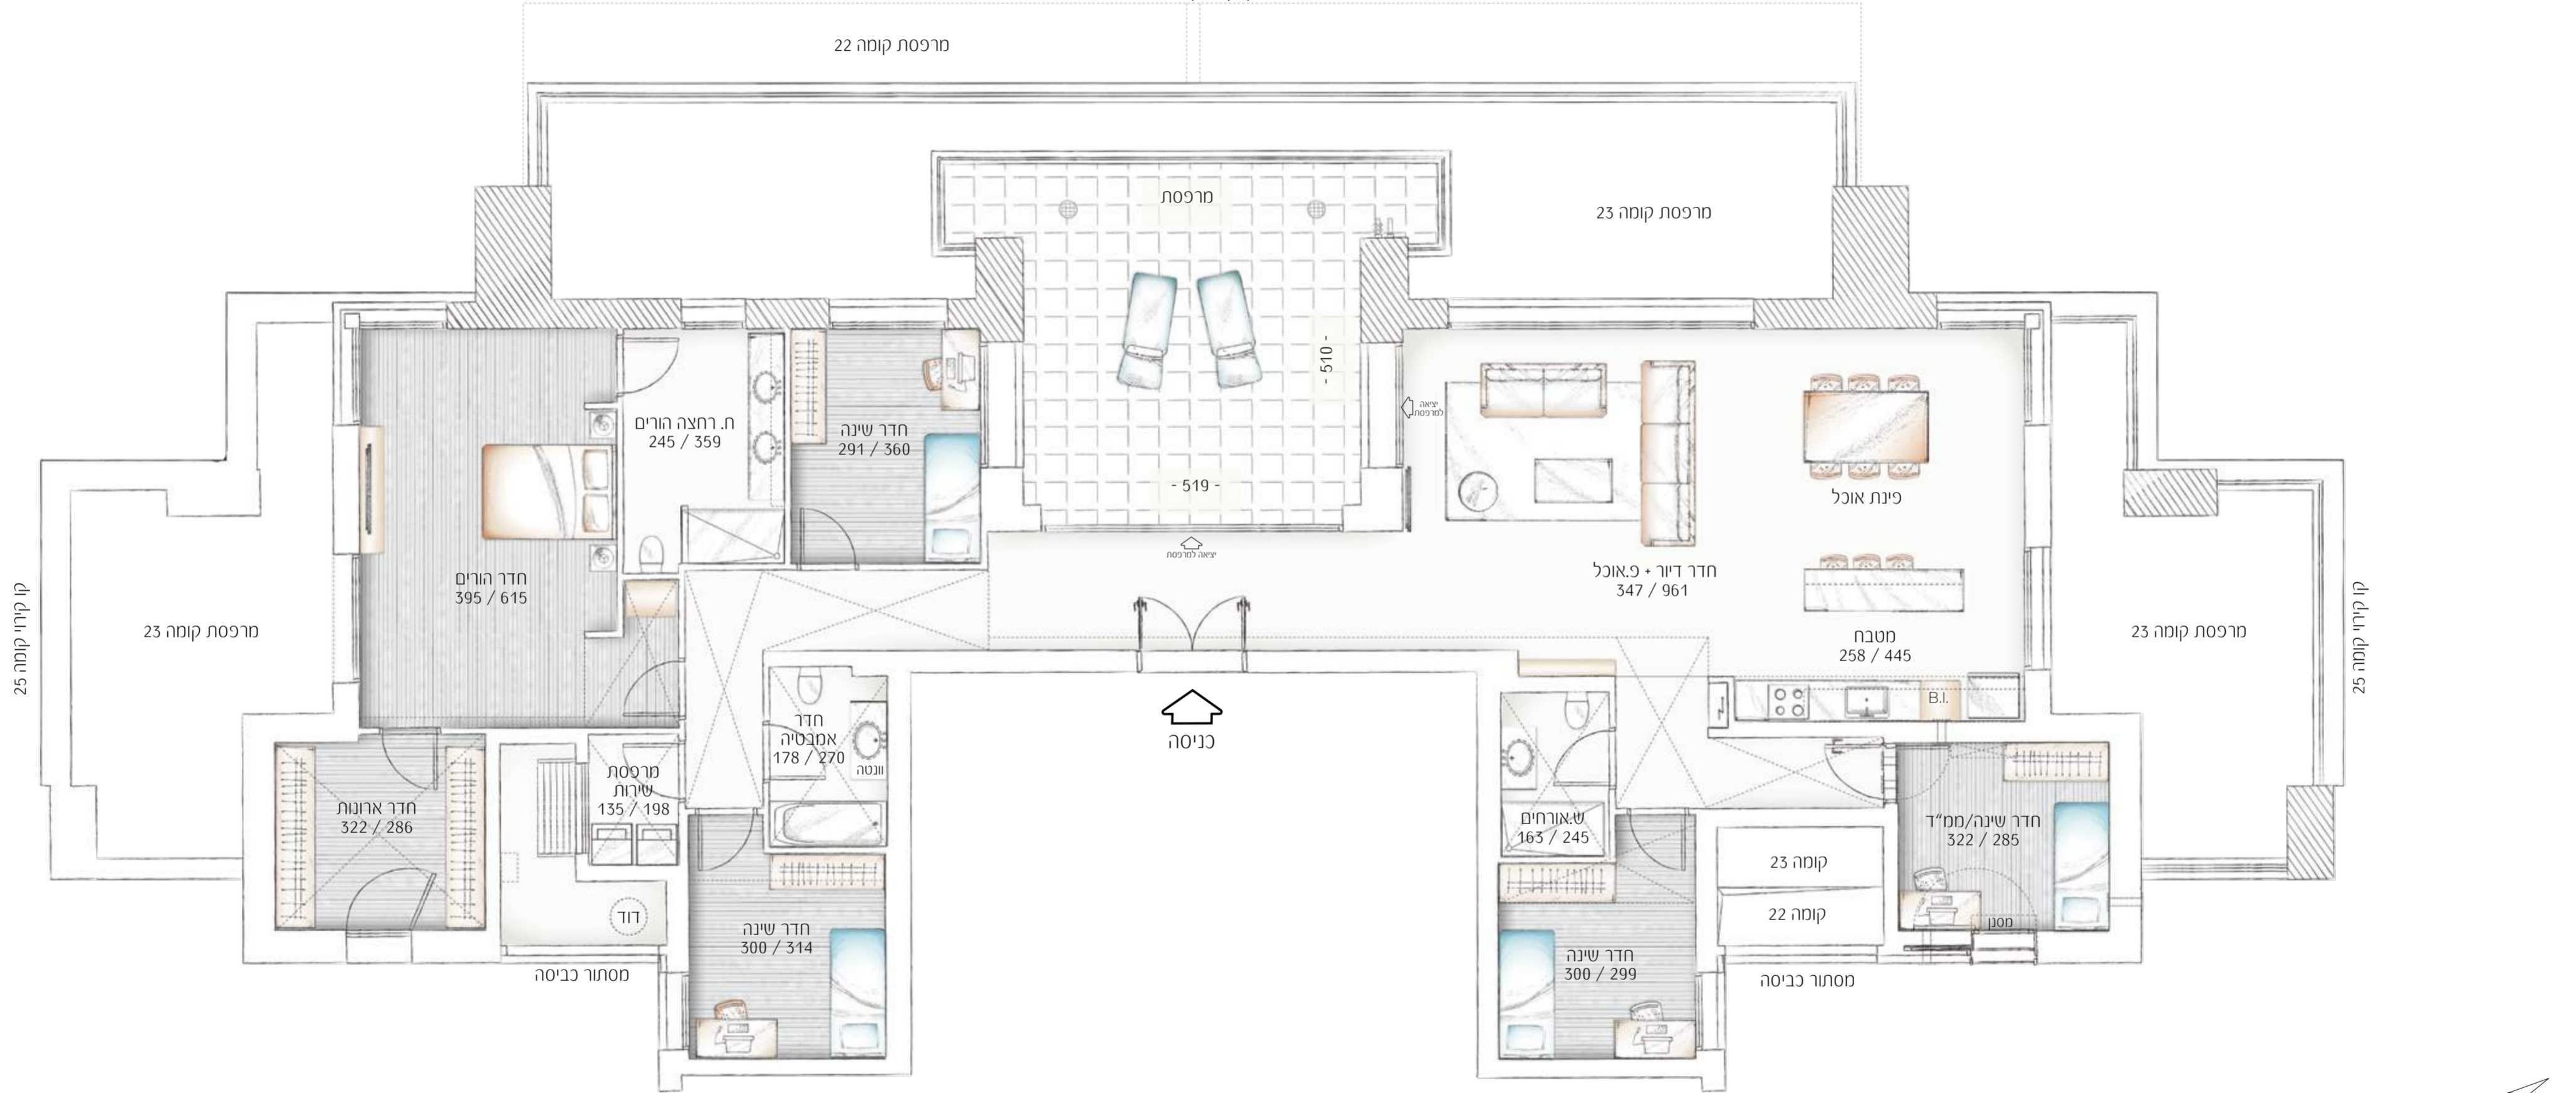 מרפסת קומה 22
מרפסת
מרפסת קומה 23
- 510 -
יציאה
למרפסת
- 519 -
יציאה למרפסת
ח. רחצה הורים
245 / 359
חדר שינה
291 / 360
פינת אוכל
חדר דיור + פ.אוכל
347 / 961
חדר הורים
395 / 615
מטבח
258 / 445
B.I.
מרפסת קומה 23
מרפסת קומה 23
קו קירוי קומה 25
קו קירוי קומה 25
כניסה
חדר
אמבטיה
178 / 270
וונטה
מרפסת
שירות
135 / 198
חדר ארונות
322 / 286
דוד
מסתור כביסה
חדר שינה
300 / 314
ש.אורחים
163 / 245
חדר שינה
300 / 299
קומה 23
קומה 22
מסתור כביסה
חדר שינה/ממ״ד
322 / 285
מסנן